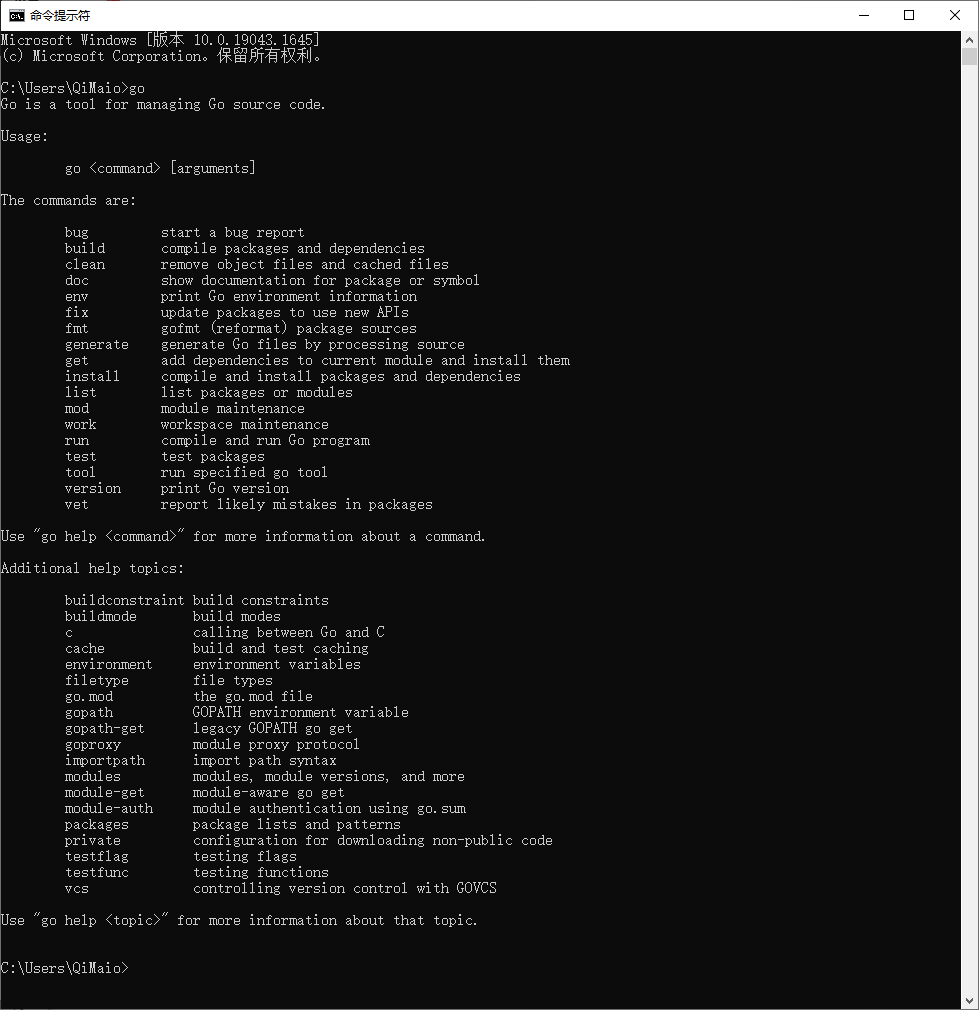 命令提示符
Microsoft Windows [版本 10.0.19043.1645]
(c) Microsoft Corporation。保留所有权利。
C:\Users\QiMaio>go
Go is a tool for managing Go source code.
Usage:
go <command> [arguments]
The commands are:
bug start a bug report
build compile packages and dependencies
clean remove object files and cached files
doc show documentation for package or symbol
env print Go environment information
fix update packages to use new APIs
fmt gofmt (reformat) package sources
generate generate Go files by processing source
get add dependencies to current module and install them
install compile and install packages and dependencies
list list packages or modules
mod module maintenance
work workspace maintenance
run compile and run Go program
test test packages
tool run specified go tool
version print Go version
vet report likely mistakes in packages
Use "go help <command>" for more information about a command.
Additional help topics:
buildconstraint build constraints
buildmode build modes
c calling between Go and C
cache build and test caching
environment environment variables
filetype file types
go.mod the go.mod file
gopath GOPATH environment variable
gopath-get legacy GOPATH go get
goproxy module proxy protocol
importpath import path syntax
modules modules, module versions, and more
module-get module-aware go get
module-auth module authentication using go.sum
packages package lists and patterns
private configuration for downloading non-public code
testflag testing flags
testfunc testing functions
vcs controlling version control with GOVCS
Use "go help <topic>" for more information about that topic.
C:\Users\QiMaio>